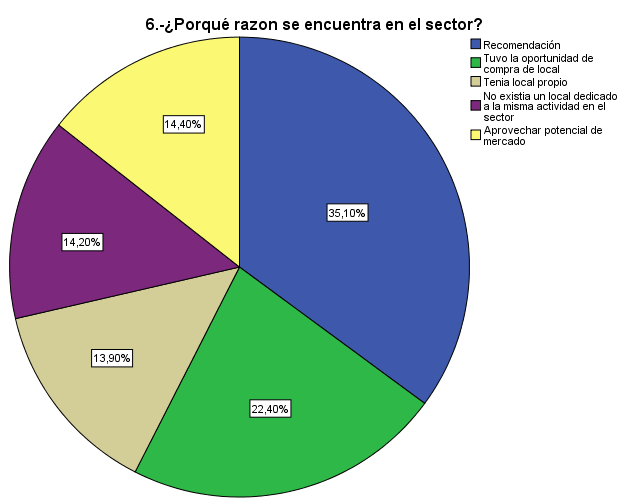 6.-¿Porqué razon se encuentra en el sector?
Recomendación
Tuvo la oportunidad de
compra de local
Tenia local propio
No existia un local dedicado
a la misma actividad en el
sector
Aprovechar potencial de
mercado
14,40%
35,10%
14,20%
13,90%
22,40%